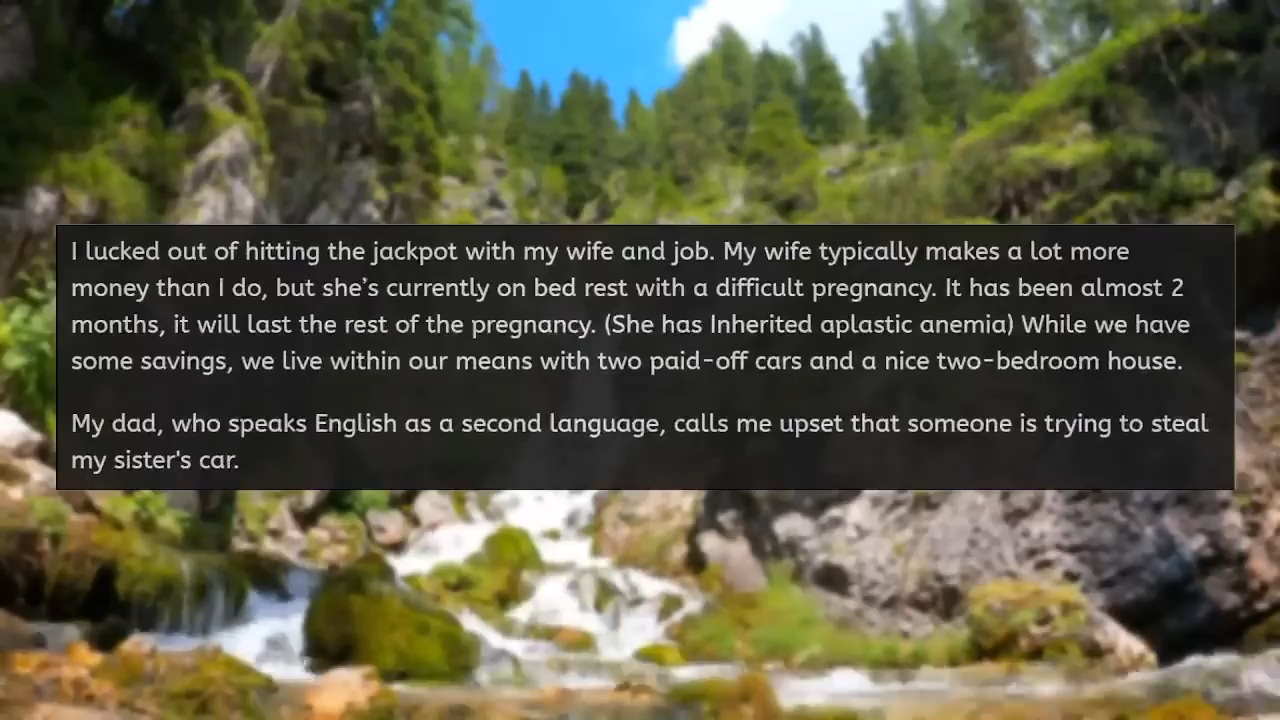 I lucked out of hitting the jackpot with my wife and job. My wife typically makes a lot more
money than I do, but she’s currently on bed rest with a difficult pregnancy. It has been almost 2
months, it will last the rest of the pregnancy. (She has Inherited aplastic anemia) While we have
some savings, we live within our means with two paid-off cars and a nice two-bedroom house.
My dad, who speaks English as a second language, calls me upset that someone is trying to steal
my sister's car.